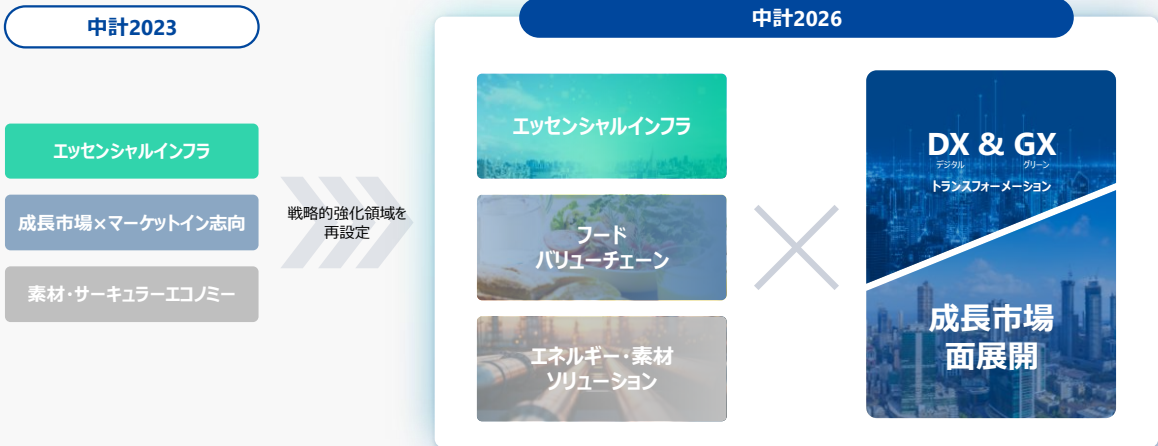 中計2023
エッセンシャルインフラ
成長市場×マーケットイン志向
素材・サーキュラーエコノミー
戦略的強化領域を
再設定
中計2026
エッセンシャルインフラ
フード
バリューチェーン
エネルギー・素材
ソリューション
DX & GX
デジタル グリーン
トランスフォーメーション
成長市場
面展開